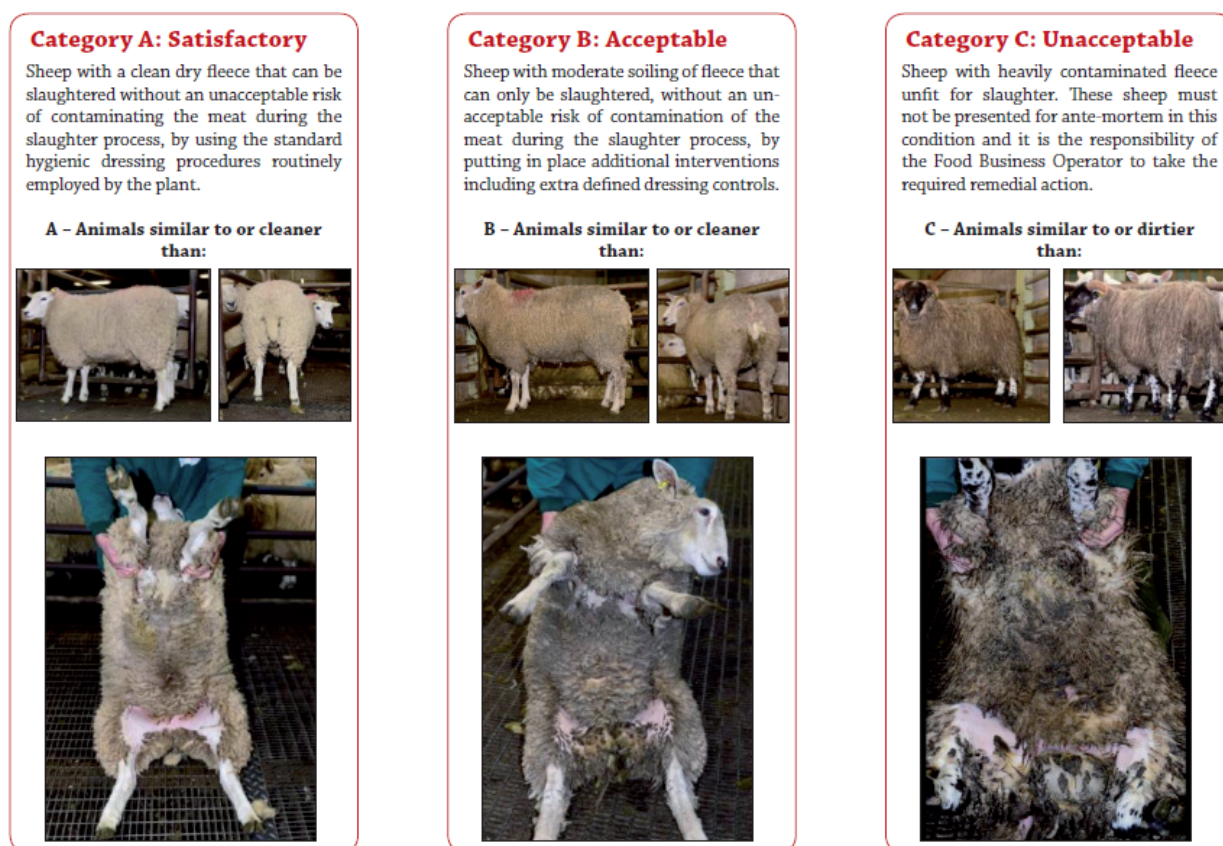 Category A: Satisfactory
Sheep with a clean dry fleece that can be
slaughtered without an unacceptable risk
of contaminating the meat during the
slaughter process, by using the standard
hygienic dressing procedures routinely
employed by the plant.
A – Animals similar to or cleaner
than:
Category B: Acceptable
Sheep with moderate soiling of fleece that
can only be slaughtered, without an un-
acceptable risk of contamination of the
meat during the slaughter process, by
putting in place additional interventions
including extra defined dressing controls.
B – Animals similar to or cleaner
than:
Category C: Unacceptable
Sheep with heavily contaminated fleece
unfit for slaughter. These sheep must
not be presented for ante-mortem in this
condition and it is the responsibility of
the Food Business Operator to take the
required remedial action.
C – Animals similar to or dirtier
than: